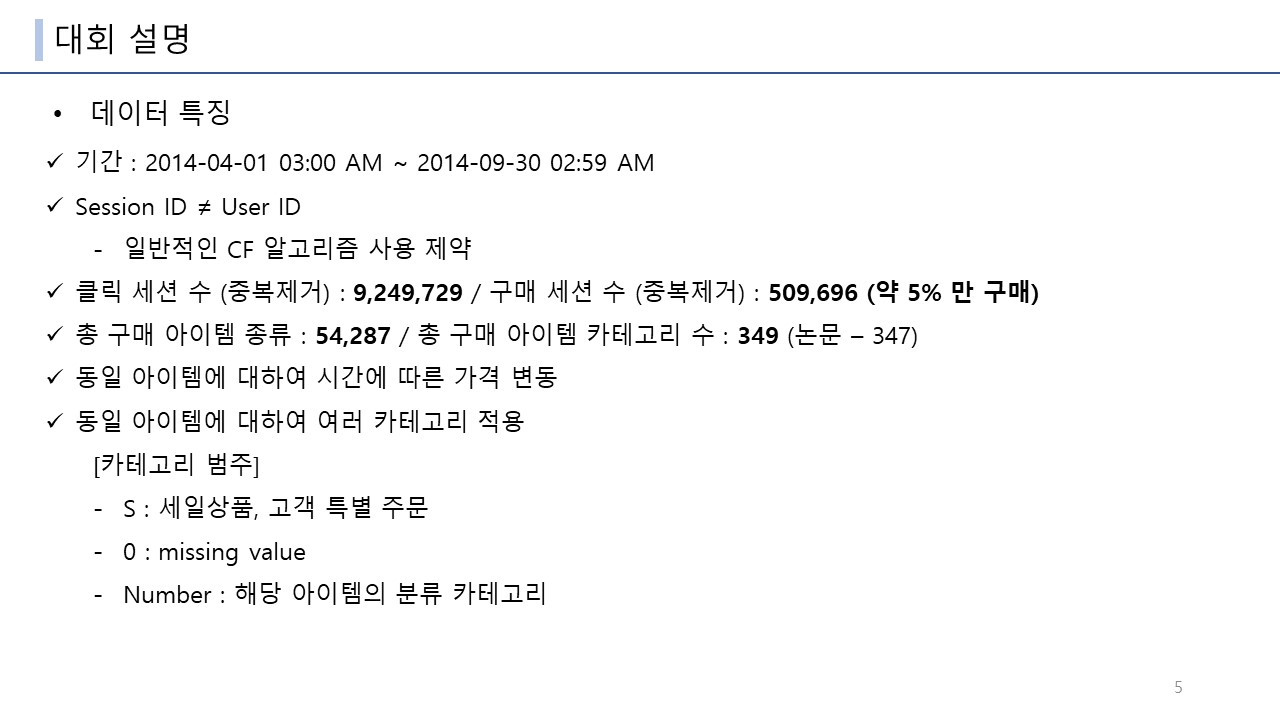 대회 설명
• 데이터 특징
✓ 기간 : 2014-04-01 03:00 AM ~ 2014-09-30 02:59 AM
✓ Session ID ≠ User ID
- 일반적인 CF 알고리즘 사용 제약
✓ 클릭 세션 수 (중복제거) : 9,249,729 / 구매 세션 수 (중복제거) : 509,696 (약 5% 만 구매)
✓ 총 구매 아이템 종류 : 54,287 / 총 구매 아이템 카테고리 수 : 349 (논문 – 347)
✓ 동일 아이템에 대하여 시간에 따른 가격 변동
✓ 동일 아이템에 대하여 여러 카테고리 적용
[카테고리 범주]
- S : 세일상품, 고객 특별 주문
- 0 : missing value
- Number : 해당 아이템의 분류 카테고리
5